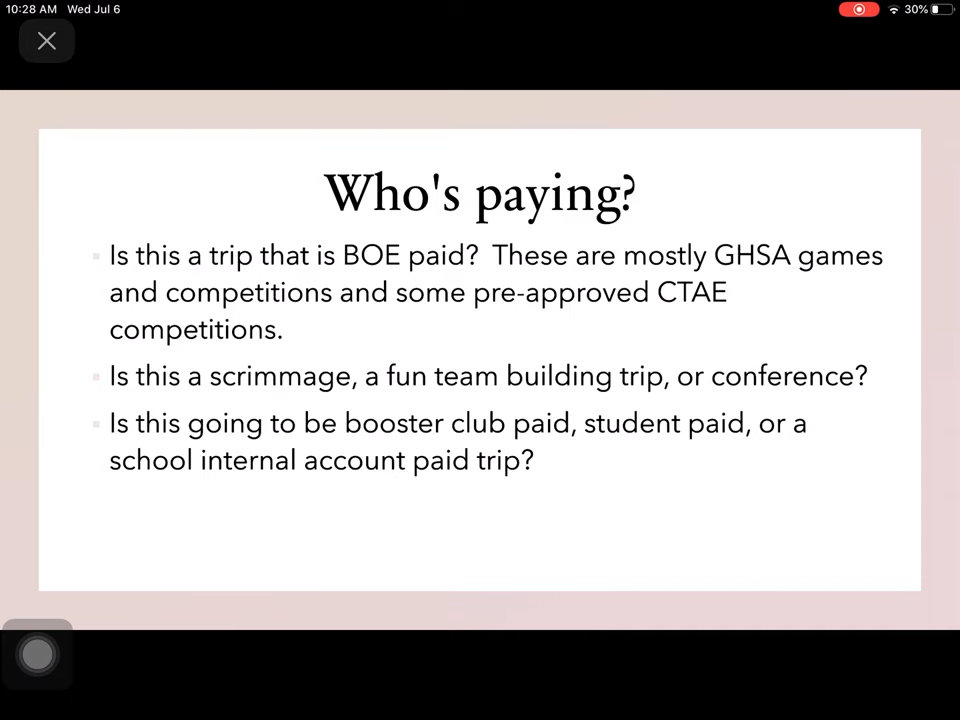 10:28 AM Wed Jul 6
30%
Who's paying?
Is this a trip that is BOE paid?  These are mostly GHSA games
and competitions and some pre-approved CTAE
competitions.
Is this a scrimmage, a fun team building trip, or conference?
Is this going to be booster club paid, student paid, or a
school internal account paid trip?